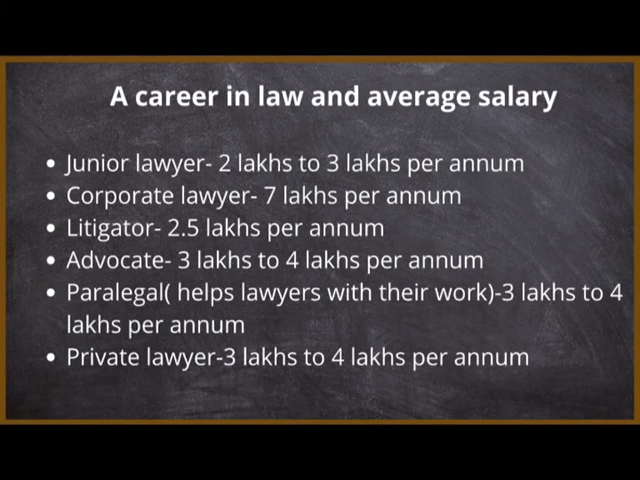 A career in law and average salary
• Junior lawyer- 2 lakhs to 3 lakhs per annum
• Corporate lawyer- 7 lakhs per annum
• Litigator- 2.5 lakhs per annum
• Advocate- 3 lakhs to 4 lakhs per annum
• Paralegal( helps lawyers with their work)-3 lakhs to 4
lakhs per annum
• Private lawyer-3 lakhs to 4 lakhs per annum